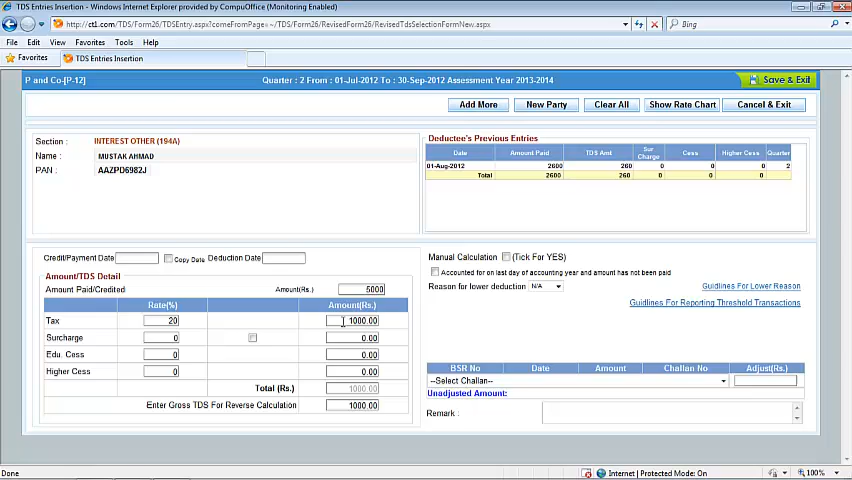 TDS Entries Insertion - Windows Internet Explorer provided by CompuOffice (Monitoring Enabled)
http://ct1.com/TDS/Form26/TDSEntry.aspx?comeFromPage=~/TDS/Form26/RevisedForm26/RevisedTdsSelectionFormNew.aspx
Bing
File Edit View Favorites Tools Help
Favorites TDS Entries Insertion
P and Co-[P-12] Quarter : 2 From : 01-Jul-2012 To : 30-Sep-2012 Assessment Year 2013-2014 Save & Exit
Add More New Party Clear All Show Rate Chart Cancel & Exit
Section : INTEREST OTHER (194A)
Name : MUSTAK AHMAD
PAN : AAZPD6982J
Deductee's Previous Entries
Date Amount Paid TDS Amt Sur Charge Cess Higher Cess Quarter
01-Aug-2012 2600 260 0 0 0 2
Total 2600 260 0 0 0
Credit/Payment Date Copy Date Deduction Date
Amount/TDS Detail
Amount Paid/Credited Amount(Rs.) 5000
Rate(%) Amount(Rs.)
Tax 20 1000.00
Surcharge 0 0.00
Edu. Cess 0 0.00
Higher Cess 0 0.00
Total (Rs.) 1000.00
Enter Gross TDS For Reverse Calculation 1000.00
Manual Calculation (Tick For YES)
Accounted for on last day of accounting year and amount has not been paid
Reason for lower deduction N/A Guidlines For Lower Reason
Guidlines For Reporting Threshold Transactions
BSR No Date Amount Challan No Adjust(Rs.)
--Select Challan--
Unadjusted Amount:
Remark :
Done Internet | Protected Mode: On 100%